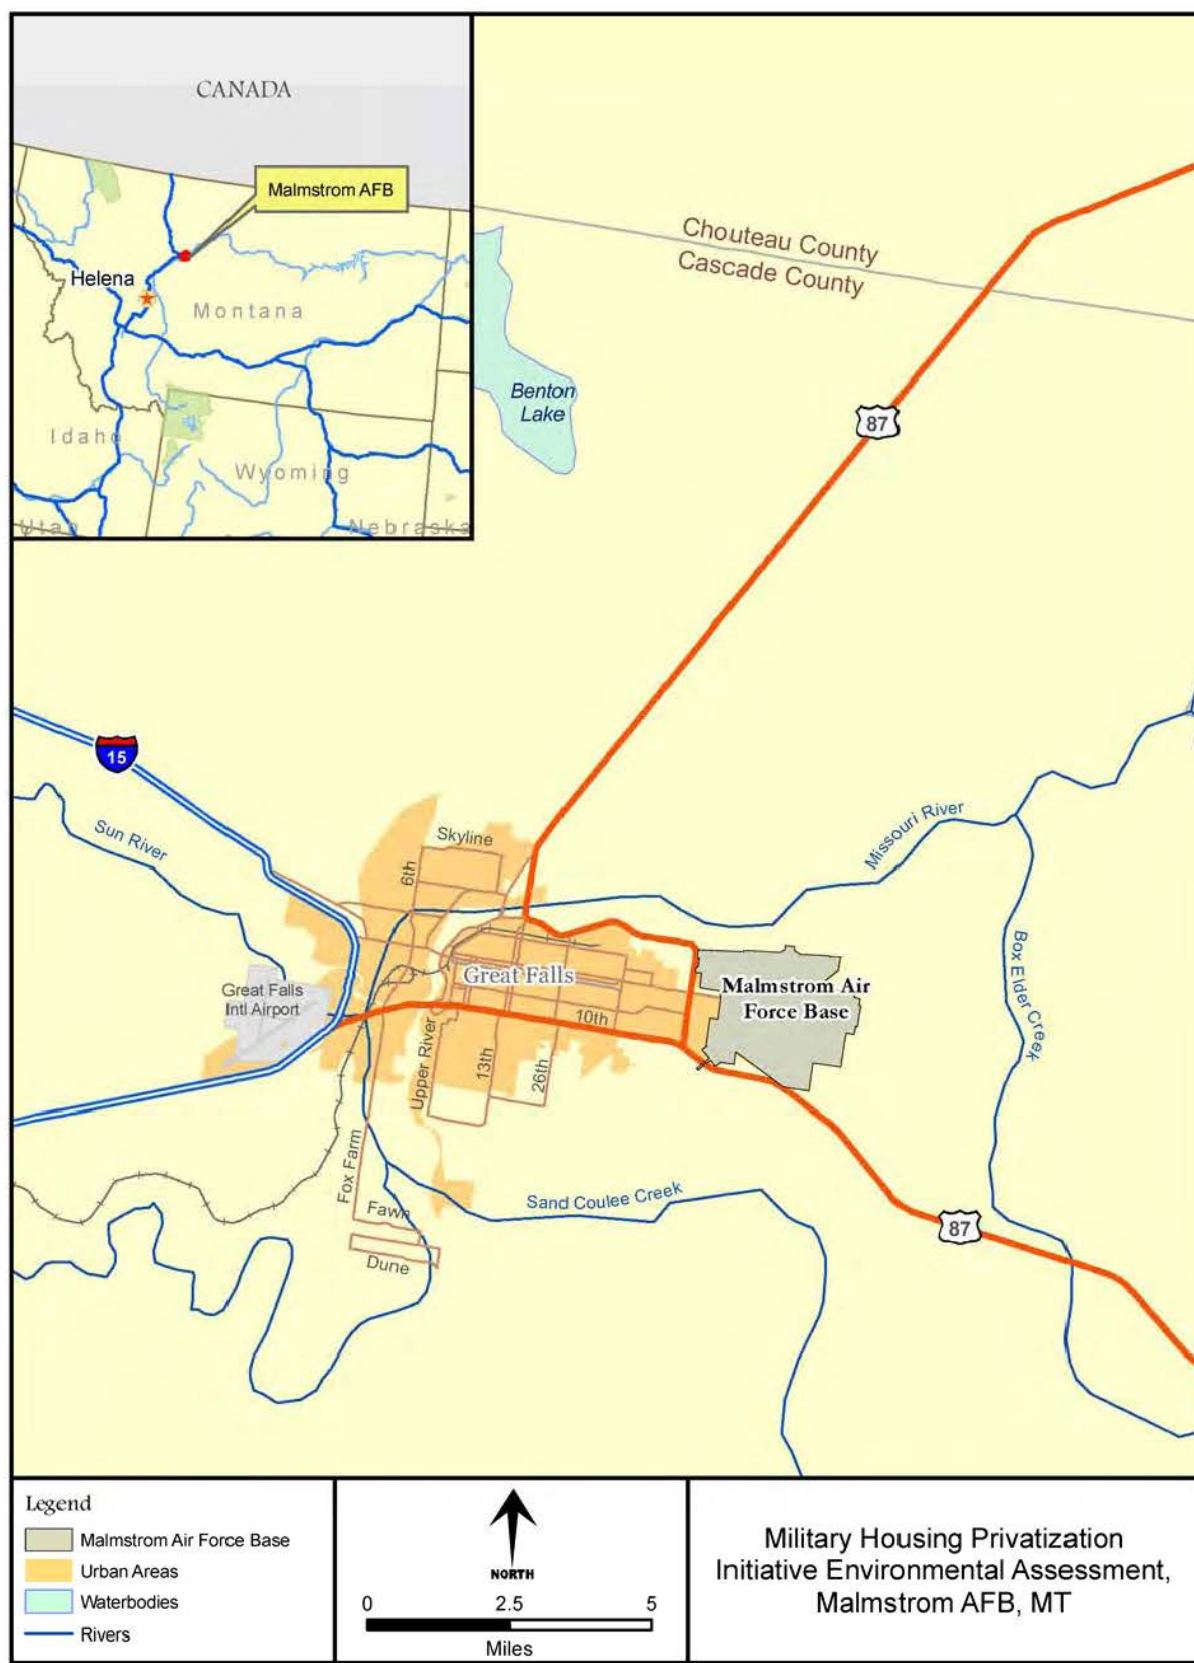 CANADA
Malmstrom AFB
Helena
Montana
Idaho
Wyoming
Utah
Nebraska
Chouteau County
Cascade County
Benton
Lake
87
15
Sun River
Missouri River
Skyline
6th
Box Elder Creek
Great Falls
Great Falls
Intl Airport
Malmstrom Air
Force Base
10th
Upper River
13th
26th
Fox Farm
Sand Coulee Creek
Fawn
Dune
87
Legend
Malmstrom Air Force Base
Urban Areas
Waterbodies
Rivers
NORTH
0 2.5 5
Miles
Military Housing Privatization
Initiative Environmental Assessment,
Malmstrom AFB, MT